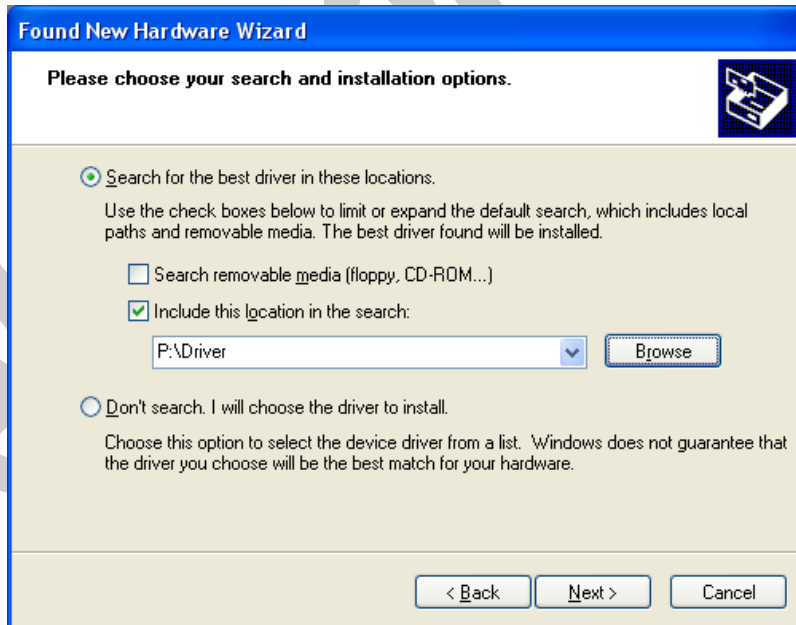 Found New Hardware Wizard
Please choose your search and installation options.
Search for the best driver in these locations.
Use the check boxes below to limit or expand the default search, which includes local
paths and removable media. The best driver found will be installed.
Search removable media (floppy, CD-ROM...)
Include this location in the search:
P:\Driver
Browse
Don't search. I will choose the driver to install.
Choose this option to select the device driver from a list. Windows does not guarantee that
the driver you choose will be the best match for your hardware.
< Back Next > Cancel